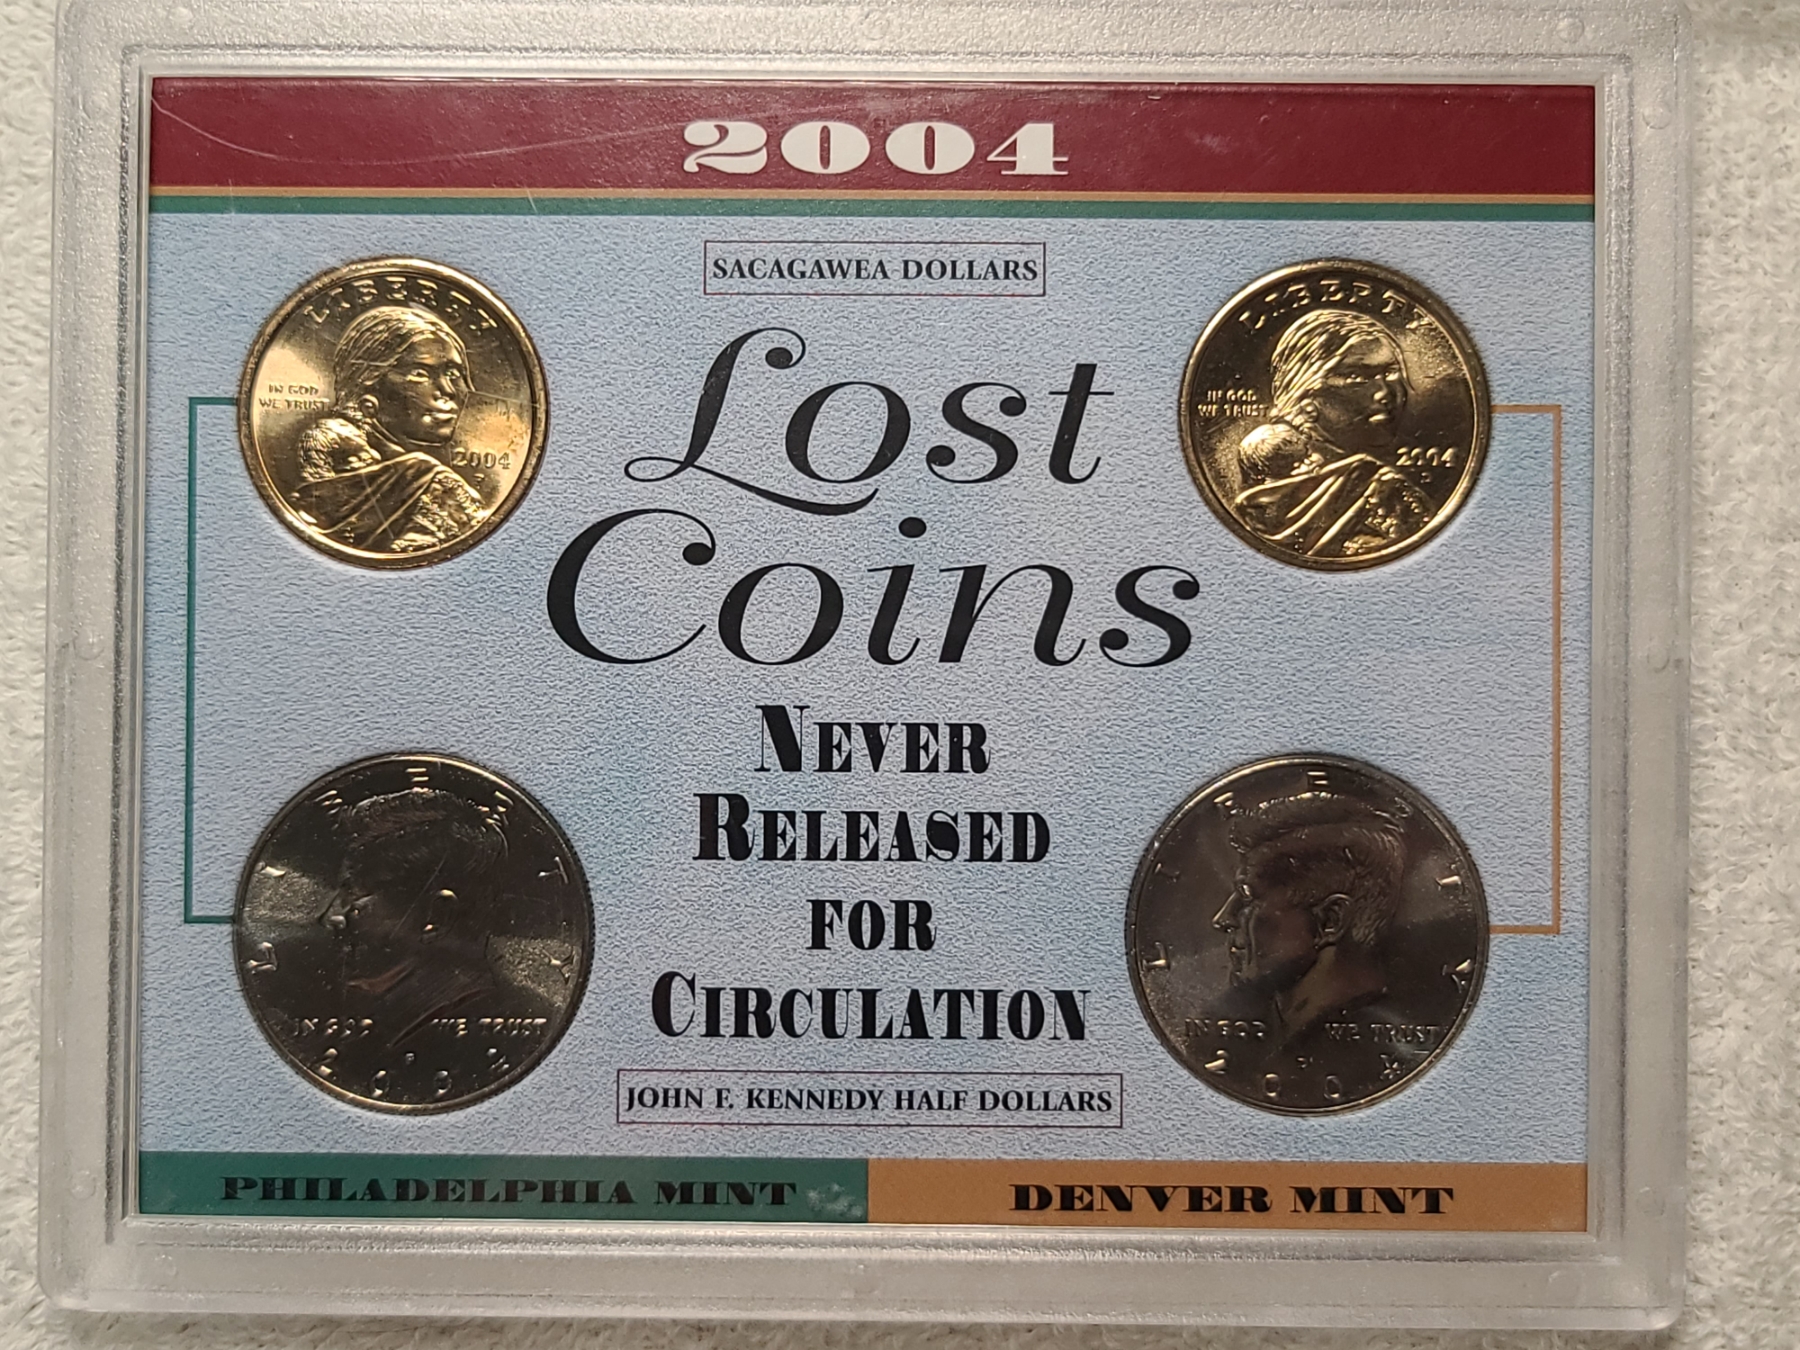 2004
SACAGAWEA DOLLARS
LIBERTY
IN GOD
WE TRUST
2004
P
LIBERTY
IN GOD
WE TRUST
2004
D
Lost
Coins
NEVER
RELEASED
FOR
CIRCULATION
LIBERTY
IN GOD WE TRUST
P
LIBERTY
IN GOD WE TRUST
D
2004
JOHN F. KENNEDY HALF DOLLARS
PHILADELPHIA MINT
DENVER MINT